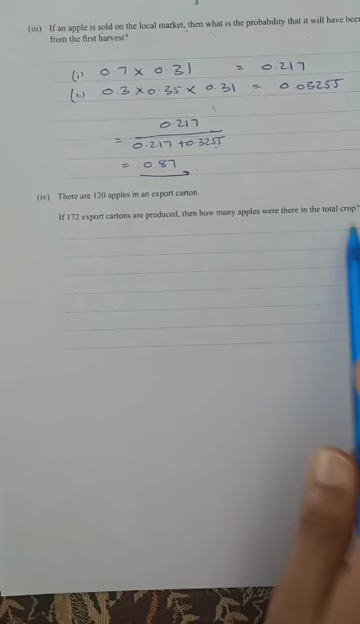 3
(iii) If an apple is sold on the local market, then what is the probability that it will have been
from the first harvest?
(i) 0.7 x 0.31 = 0.217
(ii) 0.3 x 0.35 x 0.31 = 0.03255
0.217
= 0.217 + 0.3255
= 0.87
(iv) There are 120 apples in an export carton.
If 172 export cartons are produced, then how many apples were there in the total crop?